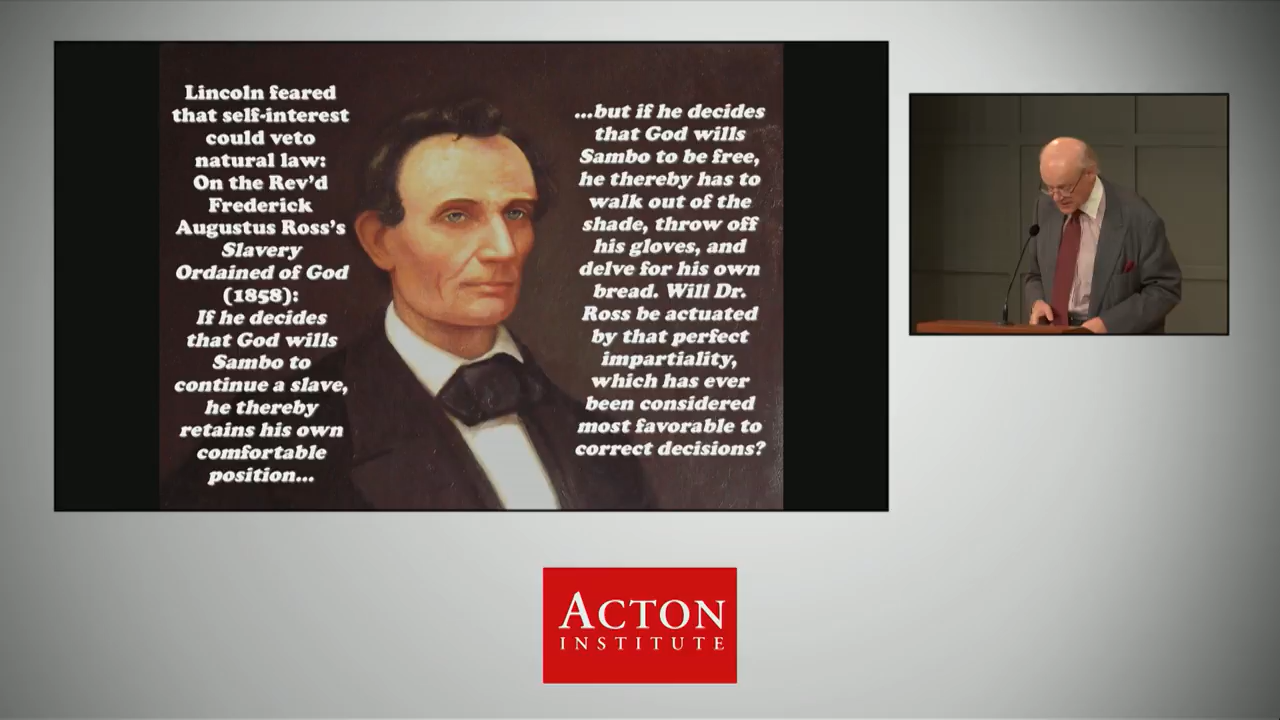 Lincoln feared
that self-interest
could veto
natural law:
On the Rev'd
Frederick
Augustus Ross's
Slavery
Ordained of God
(1858):
If he decides
that God wills
Sambo to
continue a slave,
he thereby
retains his own
comfortable
position...
...but if he decides
that God wills
Sambo to be free,
he thereby has to
walk out of the
shade, throw off
his gloves, and
delve for his own
bread. Will Dr.
Ross be actuated
by that perfect
impartiality,
which has ever
been considered
most favorable to
correct decisions?
ACTON
INSTITUTE